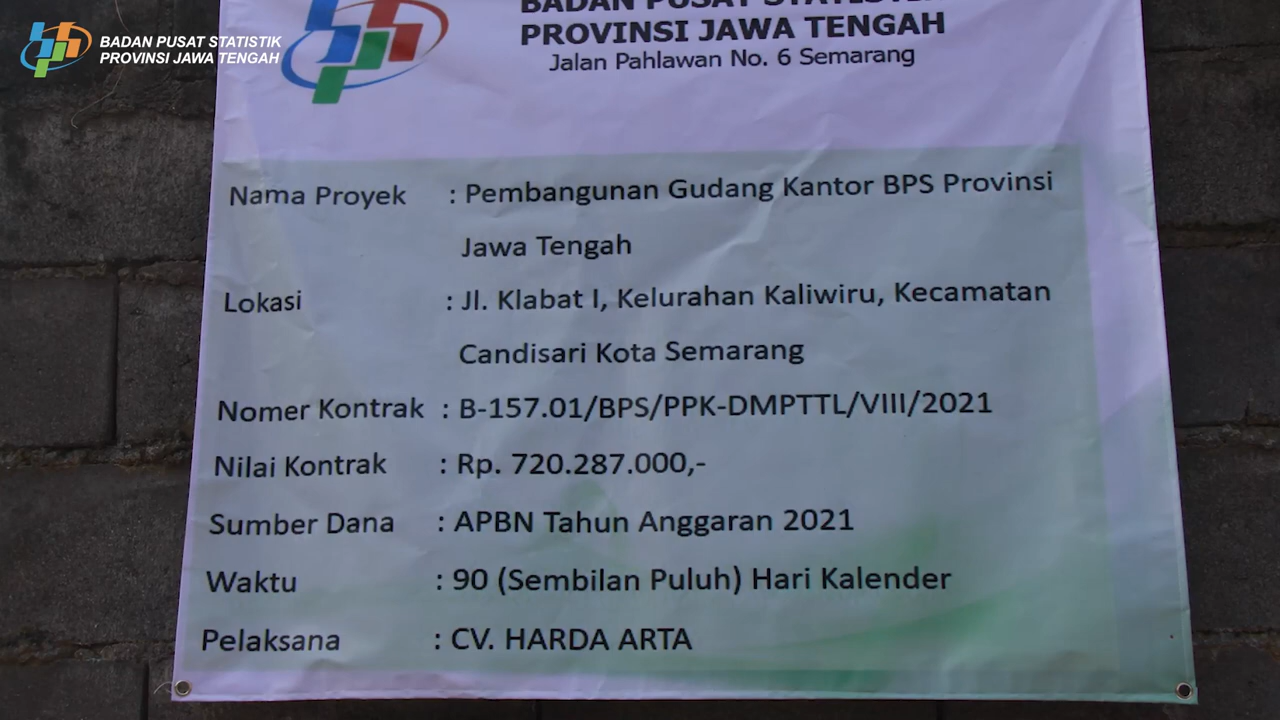 BADAN PUSAT STATISTIK
PROVINSI JAWA TENGAH
BADAN PUSAT STATISTIK
PROVINSI JAWA TENGAH
Jalan Pahlawan No. 6 Semarang
Nama Proyek : Pembangunan Gudang Kantor BPS Provinsi
Jawa Tengah
Lokasi : Jl. Klabat I, Kelurahan Kaliwiru, Kecamatan
Candisari Kota Semarang
Nomer Kontrak : B-157.01/BPS/PPK-DMPTTL/VIII/2021
Nilai Kontrak : Rp. 720.287.000,-
Sumber Dana : APBN Tahun Anggaran 2021
Waktu : 90 (Sembilan Puluh) Hari Kalender
Pelaksana : CV. HARDA ARTA